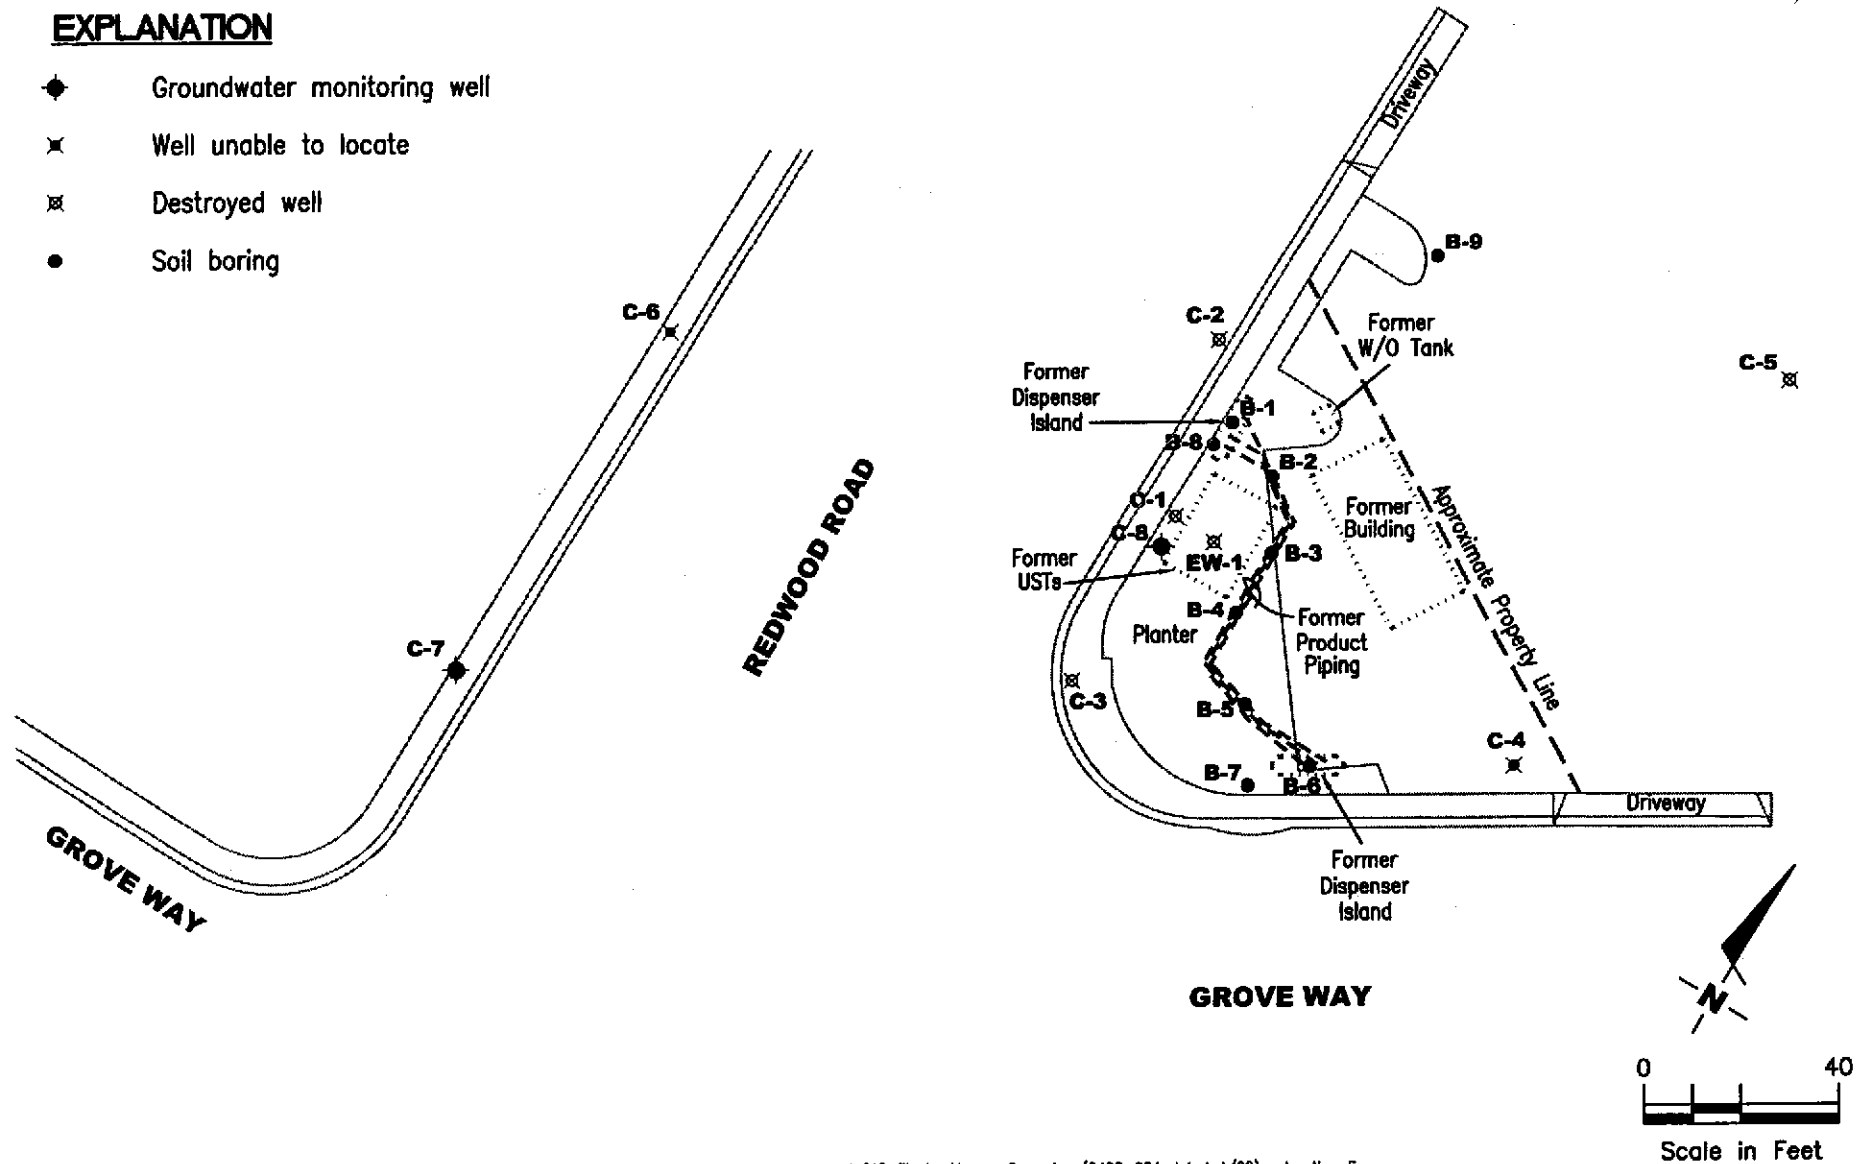 EXPLANATION
Groundwater monitoring well
Well unable to locate
Destroyed well
Soil boring
Driveway
B-9
C-6
C-2
Former
W/O Tank
C-5
Former
Dispenser
Island
B-1
B-8
B-2
C-1
C-8
EW-1
B-3
Former
Building
Former
USTs
Approximate Property Line
REDWOOD ROAD
B-4
Planter
Former
Product
Piping
C-7
C-3
B-5
C-4
B-7
B-6
Driveway
GROVE WAY
Former
Dispenser
Island
GROVE WAY
N
0 40
Scale in Feet